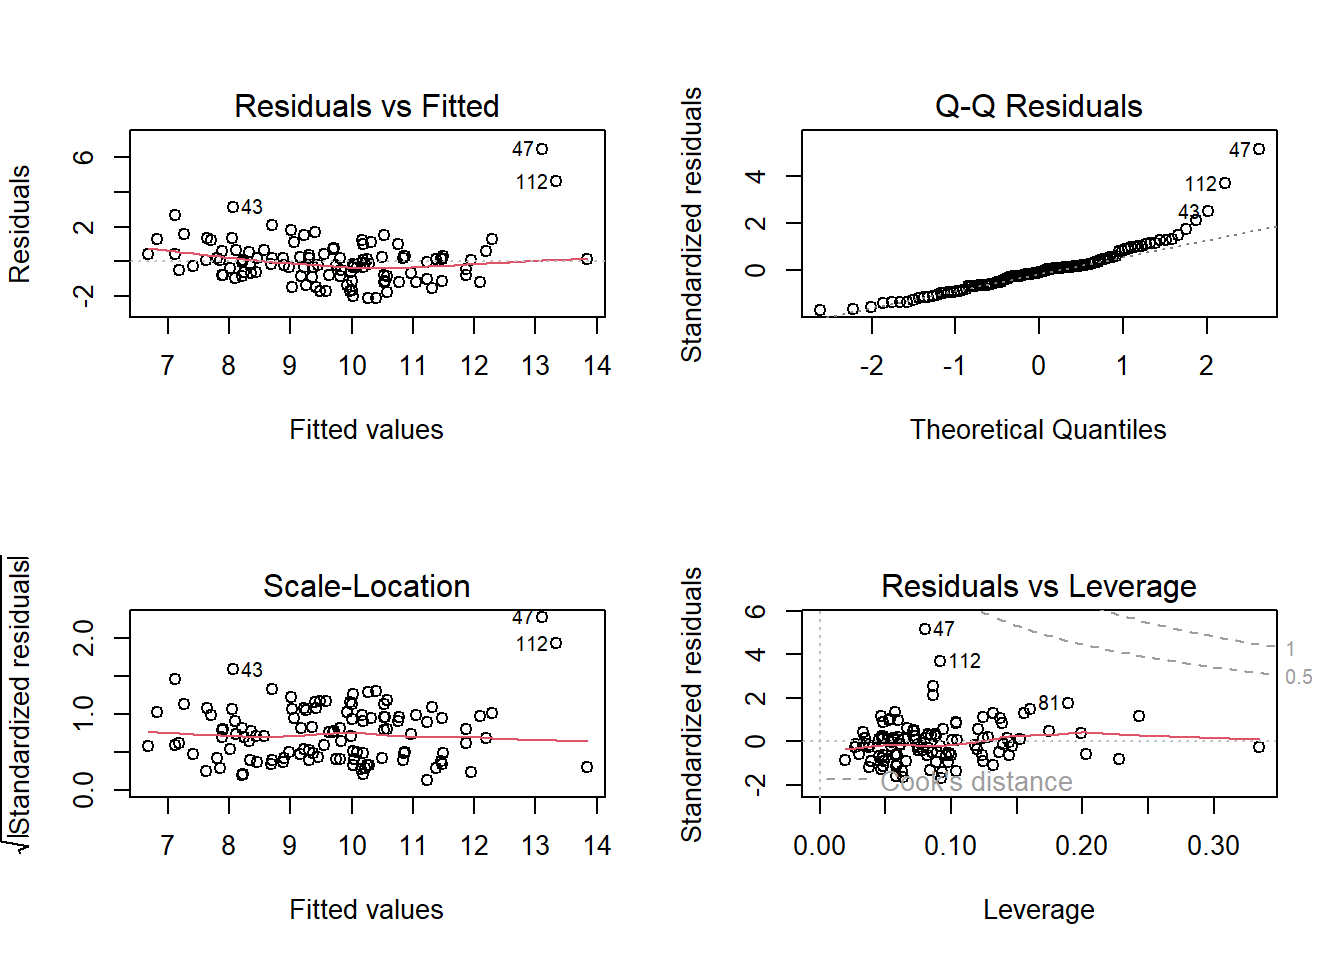 Residuals vs Fitted
Residuals
6
2
-2
47
112
43
7 8 9 10 11 12 13 14
Fitted values
Q-Q Residuals
Standardized residuals
4
2
0
47
112
43
-2 -1 0 1 2
Theoretical Quantiles
Scale-Location
√|Standardized residuals|
2.0
1.0
0.0
47
112
43
7 8 9 10 11 12 13 14
Fitted values
Residuals vs Leverage
Standardized residuals
6
4
2
0
-2
47
112
81
1
0.5
Cook's distance
0.00 0.10 0.20 0.30
Leverage